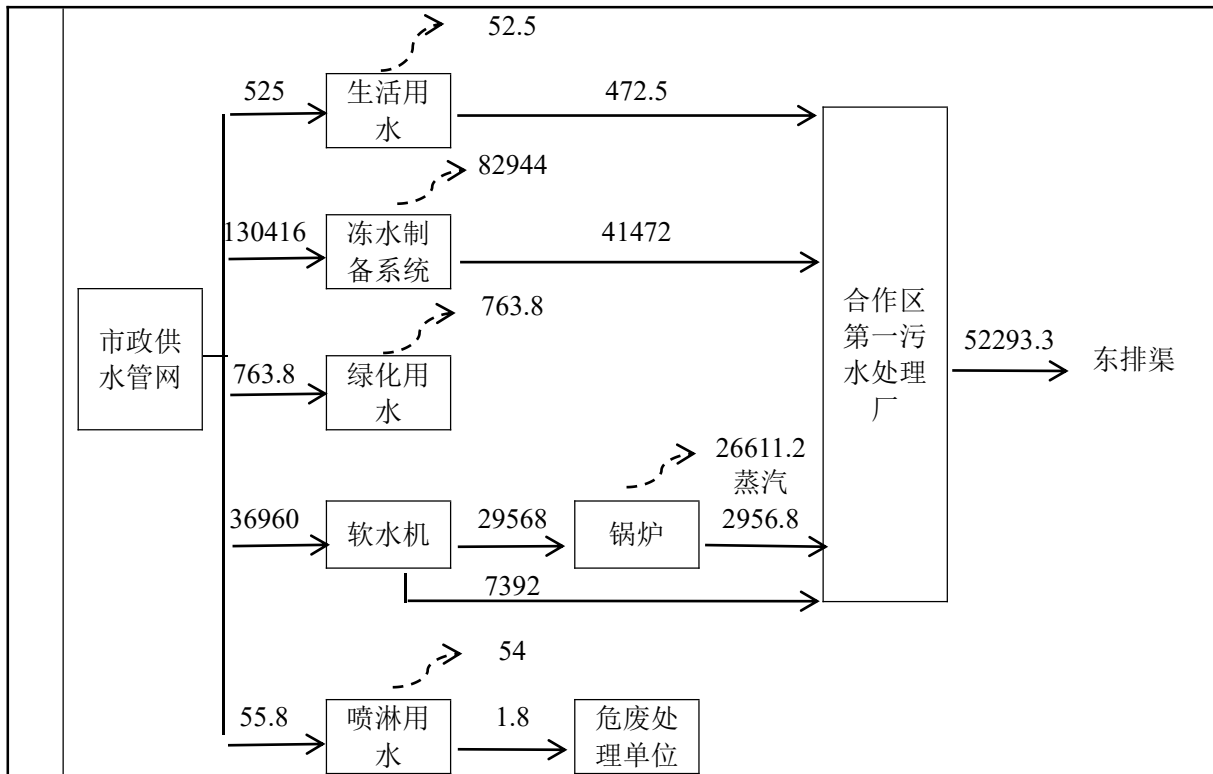 52.5
525
生活用
水
472.5
82944
130416
冻水制
备系统
41472
763.8
市政供
水管网
763.8
绿化用
水
合作区
第一污
水处理
厂
52293.3
东排渠
26611.2
蒸汽
36960
软水机
29568
锅炉
2956.8
7392
54
55.8
喷淋用
水
1.8
危废处
理单位